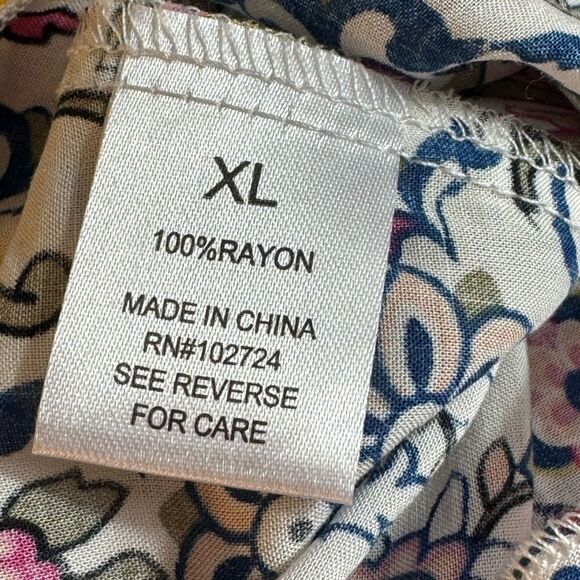 XL
100%RAYON
MADE IN CHINA
RN#102724
SEE REVERSE
FOR CARE